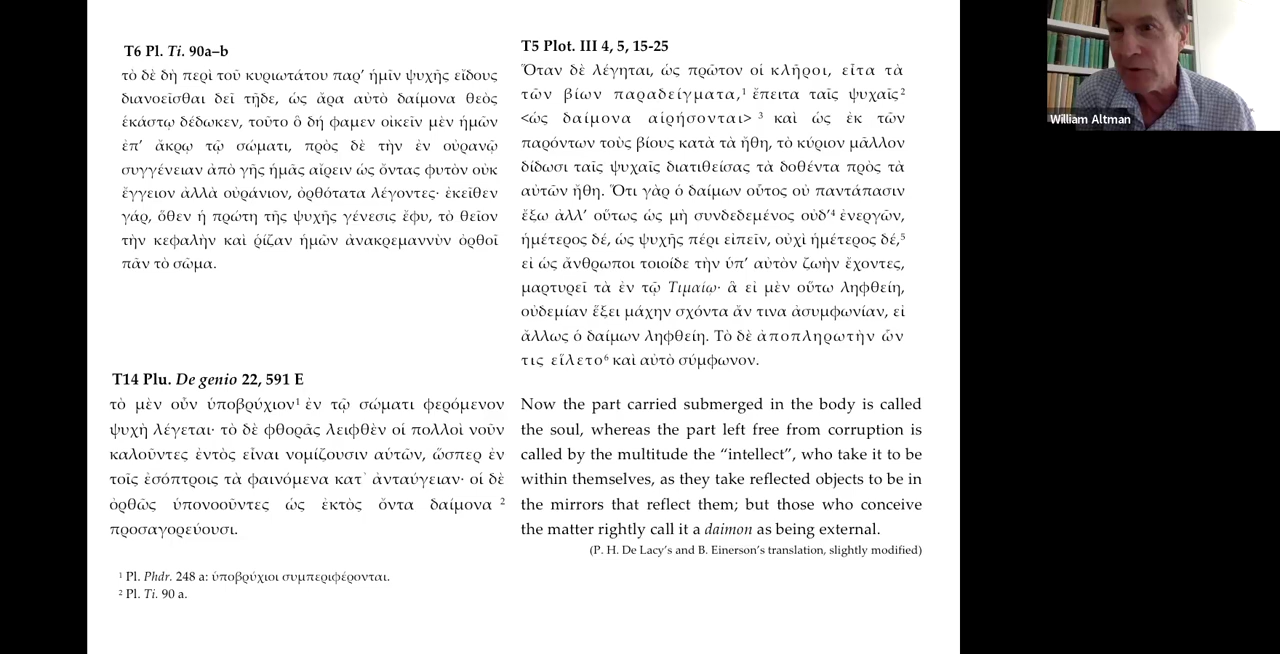 T6 Pl. Ti. 90a–b
τὸ δὲ δὴ περὶ τοῦ κυριωτάτου παρ’ ἡμῖν ψυχῆς εἴδους
διανοεῖσθαι δεῖ τῇδε, ὡς ἄρα αὐτὸ δαίμονα θεὸς
ἑκάστῳ δέδωκεν, τοῦτο ὃ δή φαμεν οἰκεῖν μὲν ἡμῶν
ἐπ’ ἄκρῳ τῷ σώματι, πρὸς δὲ τὴν ἐν οὐρανῷ
συγγένειαν ἀπὸ γῆς ἡμᾶς αἴρειν ὡς ὄντας φυτὸν οὐκ
ἔγγειον ἀλλὰ οὐράνιον, ὀρθότατα λέγοντες· ἐκεῖθεν
γάρ, ὅθεν ἡ πρώτη τῆς ψυχῆς γένεσις ἔφυ, τὸ θεῖον
τὴν κεφαλὴν καὶ ῥίζαν ἡμῶν ἀνακρεμαννὺν ὀρθοῖ
πᾶν τὸ σῶμα.
T5 Plot. III 4, 5, 15-25
Ὅταν δὲ λέγηται, ὡς πρῶτον οἱ κλῆροι, εἶτα τὰ
τῶν βίων παραδείγματα,¹ ἔπειτα ταῖς ψυχαῖς²
<ὡς δαίμονα αἱρήσονται> ³ καὶ ὡς ἐκ τῶν
παρόντων τοὺς βίους κατὰ τὰ ἤθη, τὸ κύριον μᾶλλον
δίδωσι ταῖς ψυχαῖς διατιθείσας τὰ δοθέντα πρὸς τὰ
αὐτῶν ἤθη. Ὅτι γὰρ ὁ δαίμων οὗτος οὐ παντάπασιν
ἔξω ἀλλ’ οὕτως ὡς μὴ συνδεδεμένος οὐδ’⁴ ἐνεργῶν,
ἡμέτερος δέ, ὡς ψυχῆς πέρι εἰπεῖν, οὐχὶ ἡμέτερος δέ,⁵
εἰ ὡς ἄνθρωποι τοιοίδε τὴν ὑπ’ αὐτὸν ζωὴν ἔχοντες,
μαρτυρεῖ τὰ ἐν τῷ Τιμαίῳ· ἃ εἰ μὲν οὕτω ληφθείη,
οὐδεμίαν ἕξει μάχην σχόντα ἄν τινα ἀσυμφωνίαν, εἰ
ἄλλως ὁ δαίμων ληφθείη. Τὸ δὲ ἀποπληρωτὴν ὧν
τις εἵλετο⁶ καὶ αὐτὸ σύμφωνον.
T14 Plu. De genio 22, 591 E
τὸ μὲν οὖν ὑποβρύχιον¹ ἐν τῷ σώματι φερόμενον
ψυχὴ λέγεται· τὸ δὲ φθορᾶς λειφθὲν οἱ πολλοὶ νοῦν
καλοῦντες ἐντὸς εἶναι νομίζουσιν αὑτῶν, ὥσπερ ἐν
τοῖς ἐσόπτροις τὰ φαινόμενα κατ᾽ ἀνταύγειαν· οἱ δὲ
ὀρθῶς ὑπονοοῦντες ὡς ἐκτὸς ὄντα δαίμονα ²
προσαγορεύουσι.
Now the part carried submerged in the body is called
the soul, whereas the part left free from corruption is
called by the multitude the “intellect”, who take it to be
within themselves, as they take reflected objects to be in
the mirrors that reflect them; but those who conceive
the matter rightly call it a daimon as being external.
(P. H. De Lacy’s and B. Einerson’s translation, slightly modified)
¹ Pl. Phdr. 248 a: ὑποβρύχιοι συμπεριφέρονται.
² Pl. Ti. 90 a.
William Altman